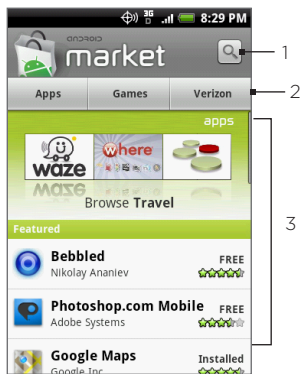 3G
D
8:29 PM
android
market
1
Apps Games Verizon
2
apps
waze
where
Browse Travel
3
Featured
Bebbled
FREE
Nikolay Ananiev
Photoshop.com Mobile
FREE
Adobe Systems
Google Maps
Installed
Google Inc.